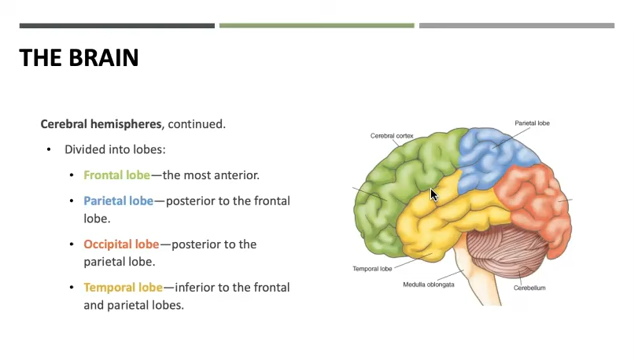 THE BRAIN
Cerebral hemispheres, continued.
• Divided into lobes:
• Frontal lobe—the most anterior.
• Parietal lobe—posterior to the frontal
lobe.
• Occipital lobe—posterior to the
parietal lobe.
• Temporal lobe—inferior to the frontal
and parietal lobes.
Parietal lobe
Cerebral cortex
Temporal lobe
Medulla oblongata
Cerebellum